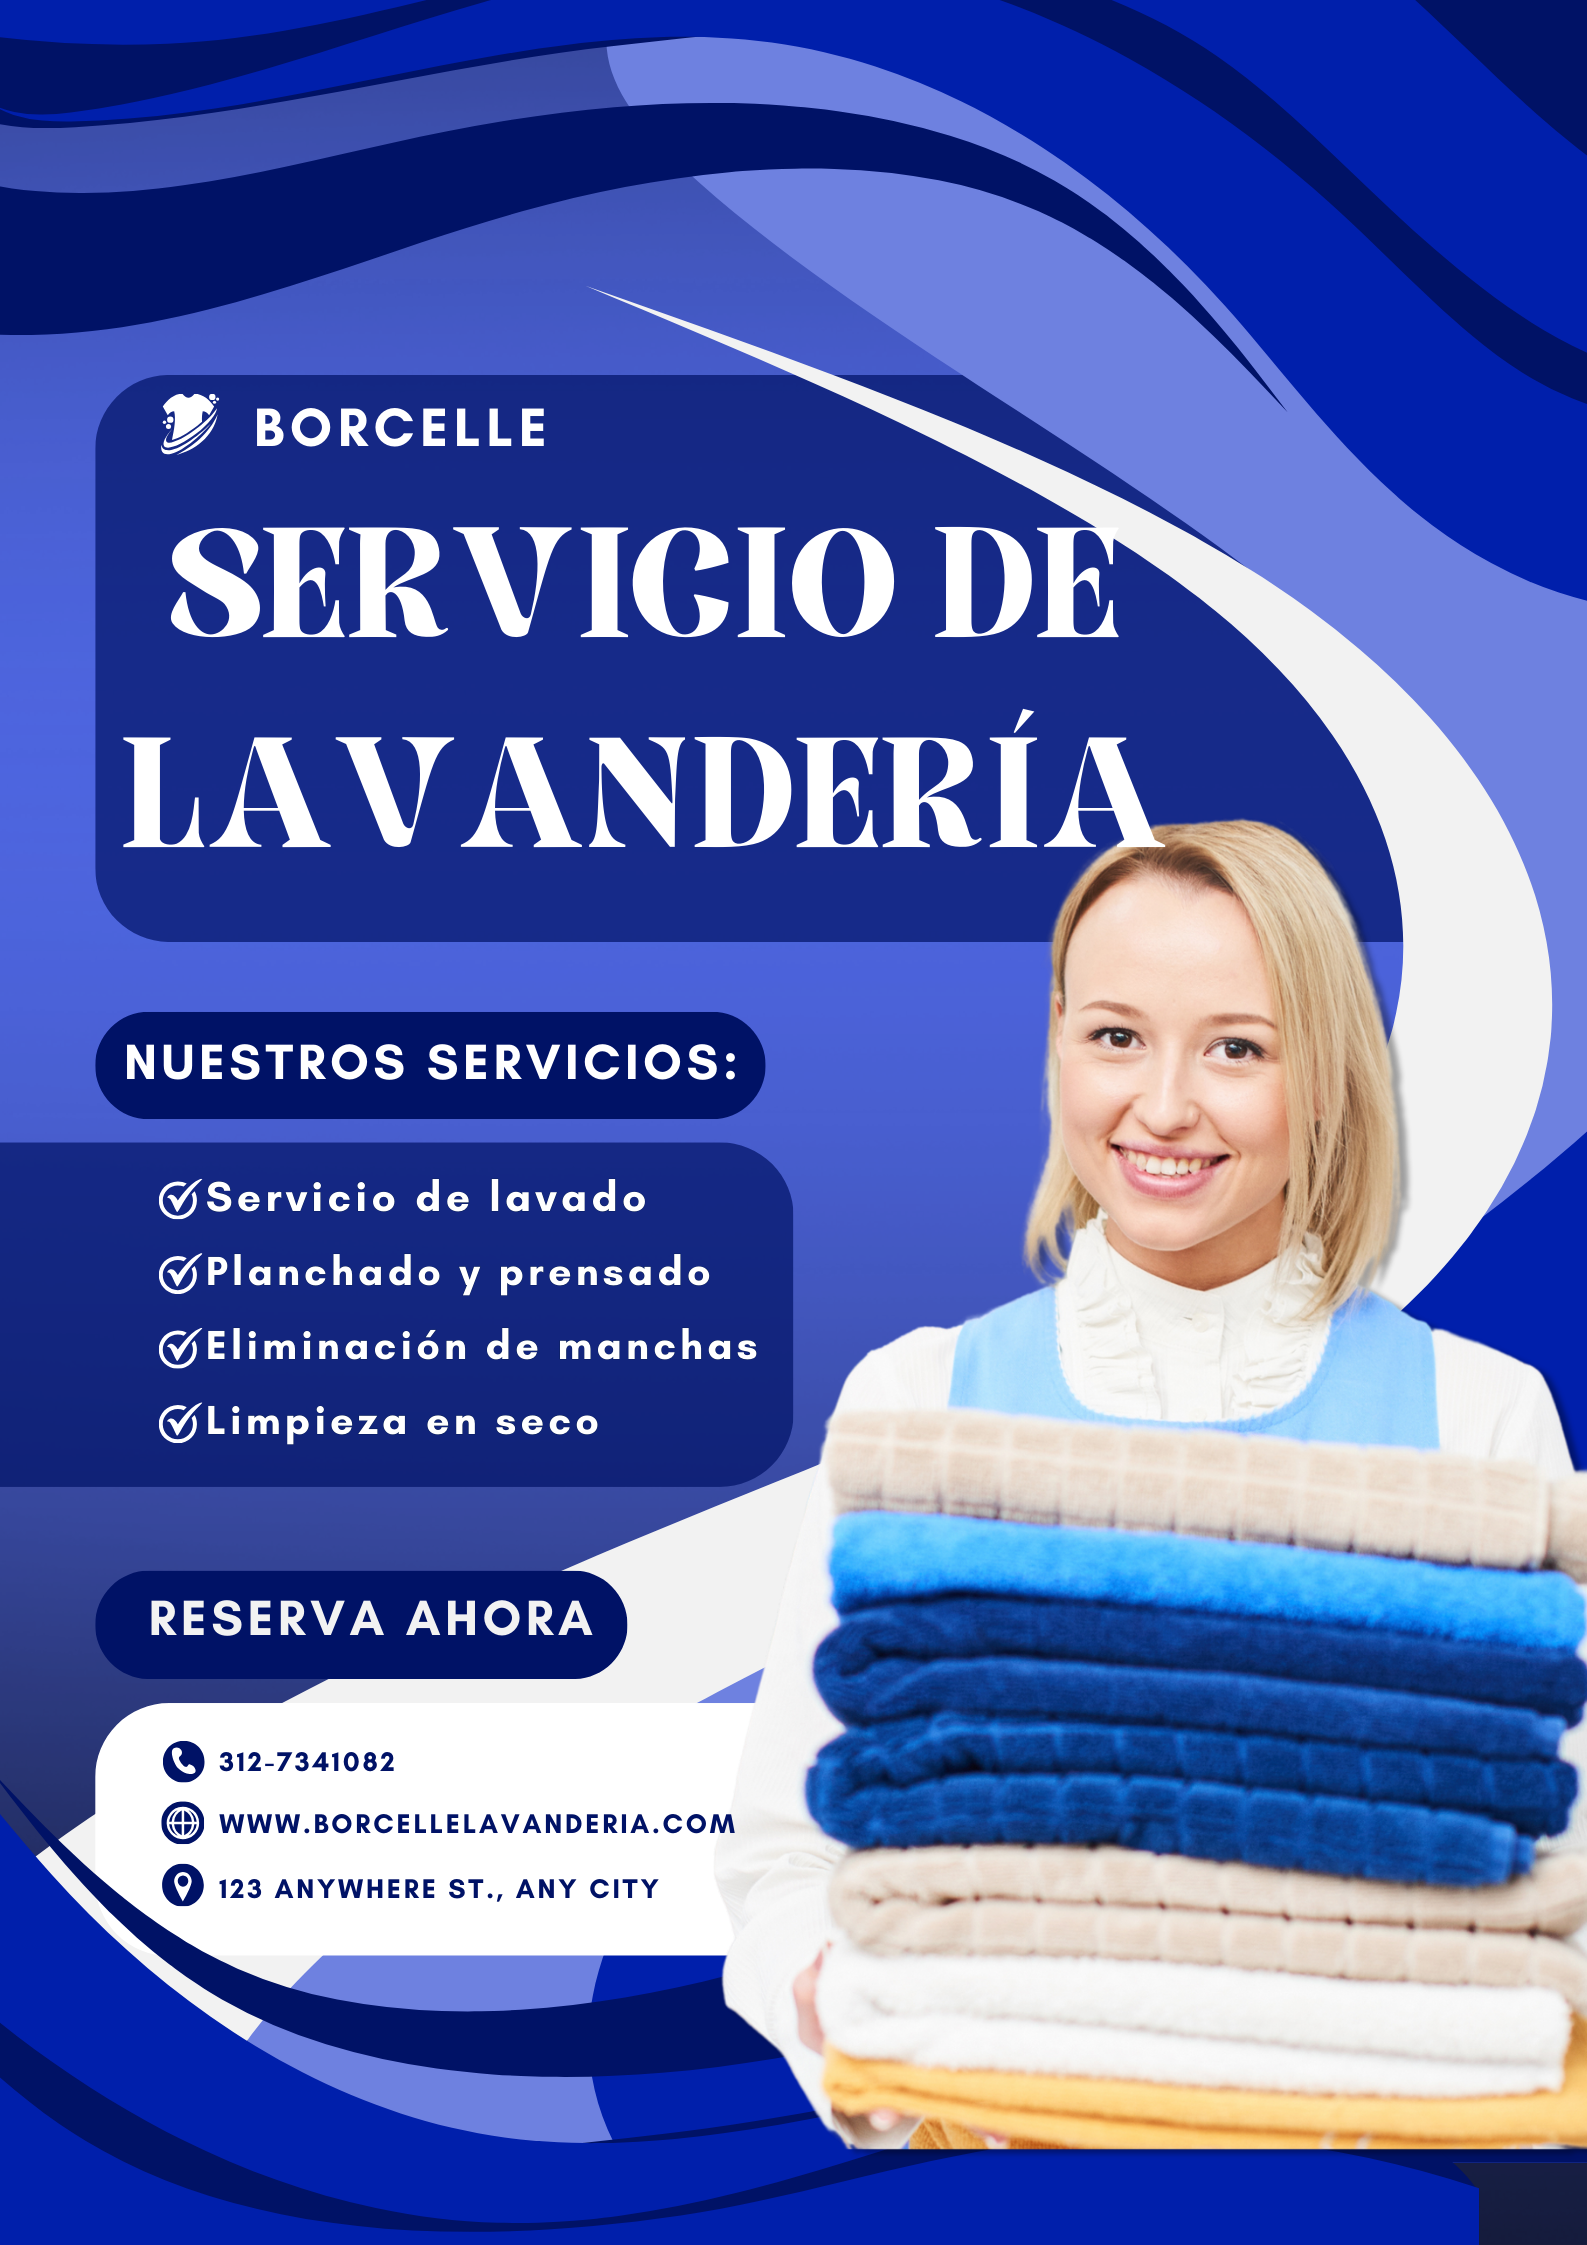 BORCELLE
SERVICIO DE
LAVANDERÍA
NUESTROS SERVICIOS:
Servicio de lavado
Planchado y prensado
Eliminación de manchas
Limpieza en seco
RESERVA AHORA
312-7341082
WWW.BORCELLELAVANDERIA.COM
123 ANYWHERE ST., ANY CITY